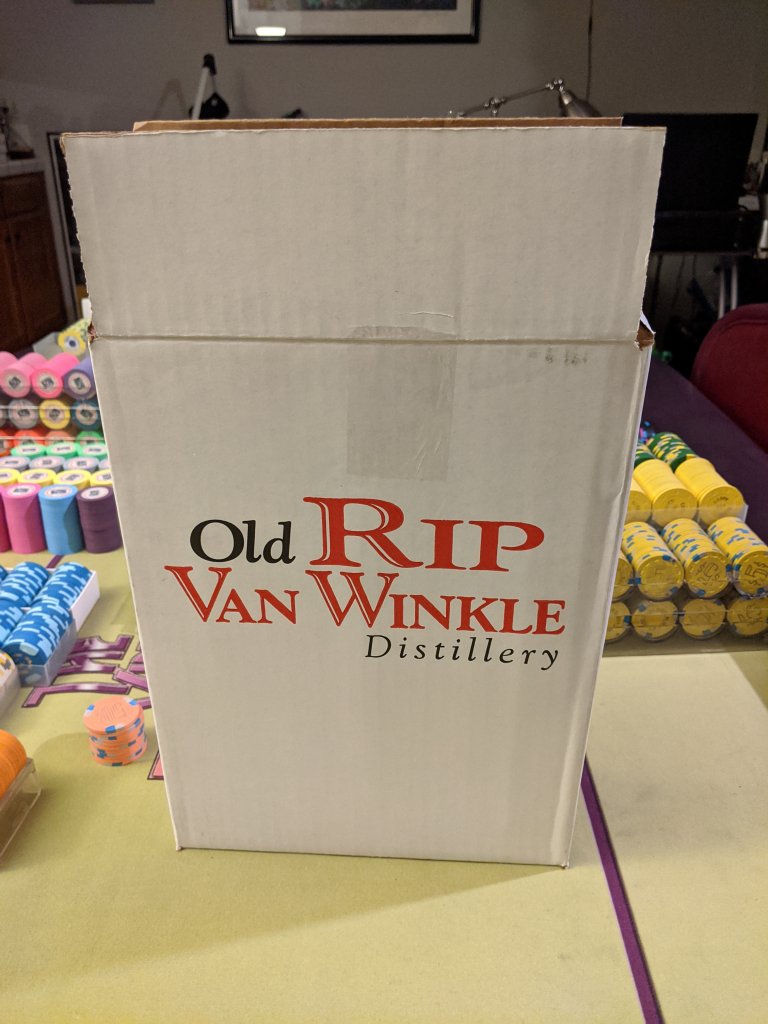 Old RIP
VAN WINKLE
Distillery